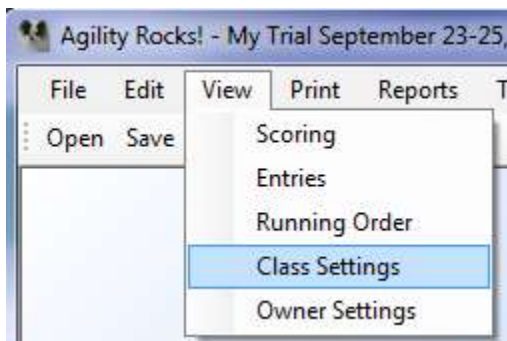 Agility Rocks! - My Trial September 23-25,
File Edit View Print Reports T
Open Save
Scoring
Entries
Running Order
Class Settings
Owner Settings